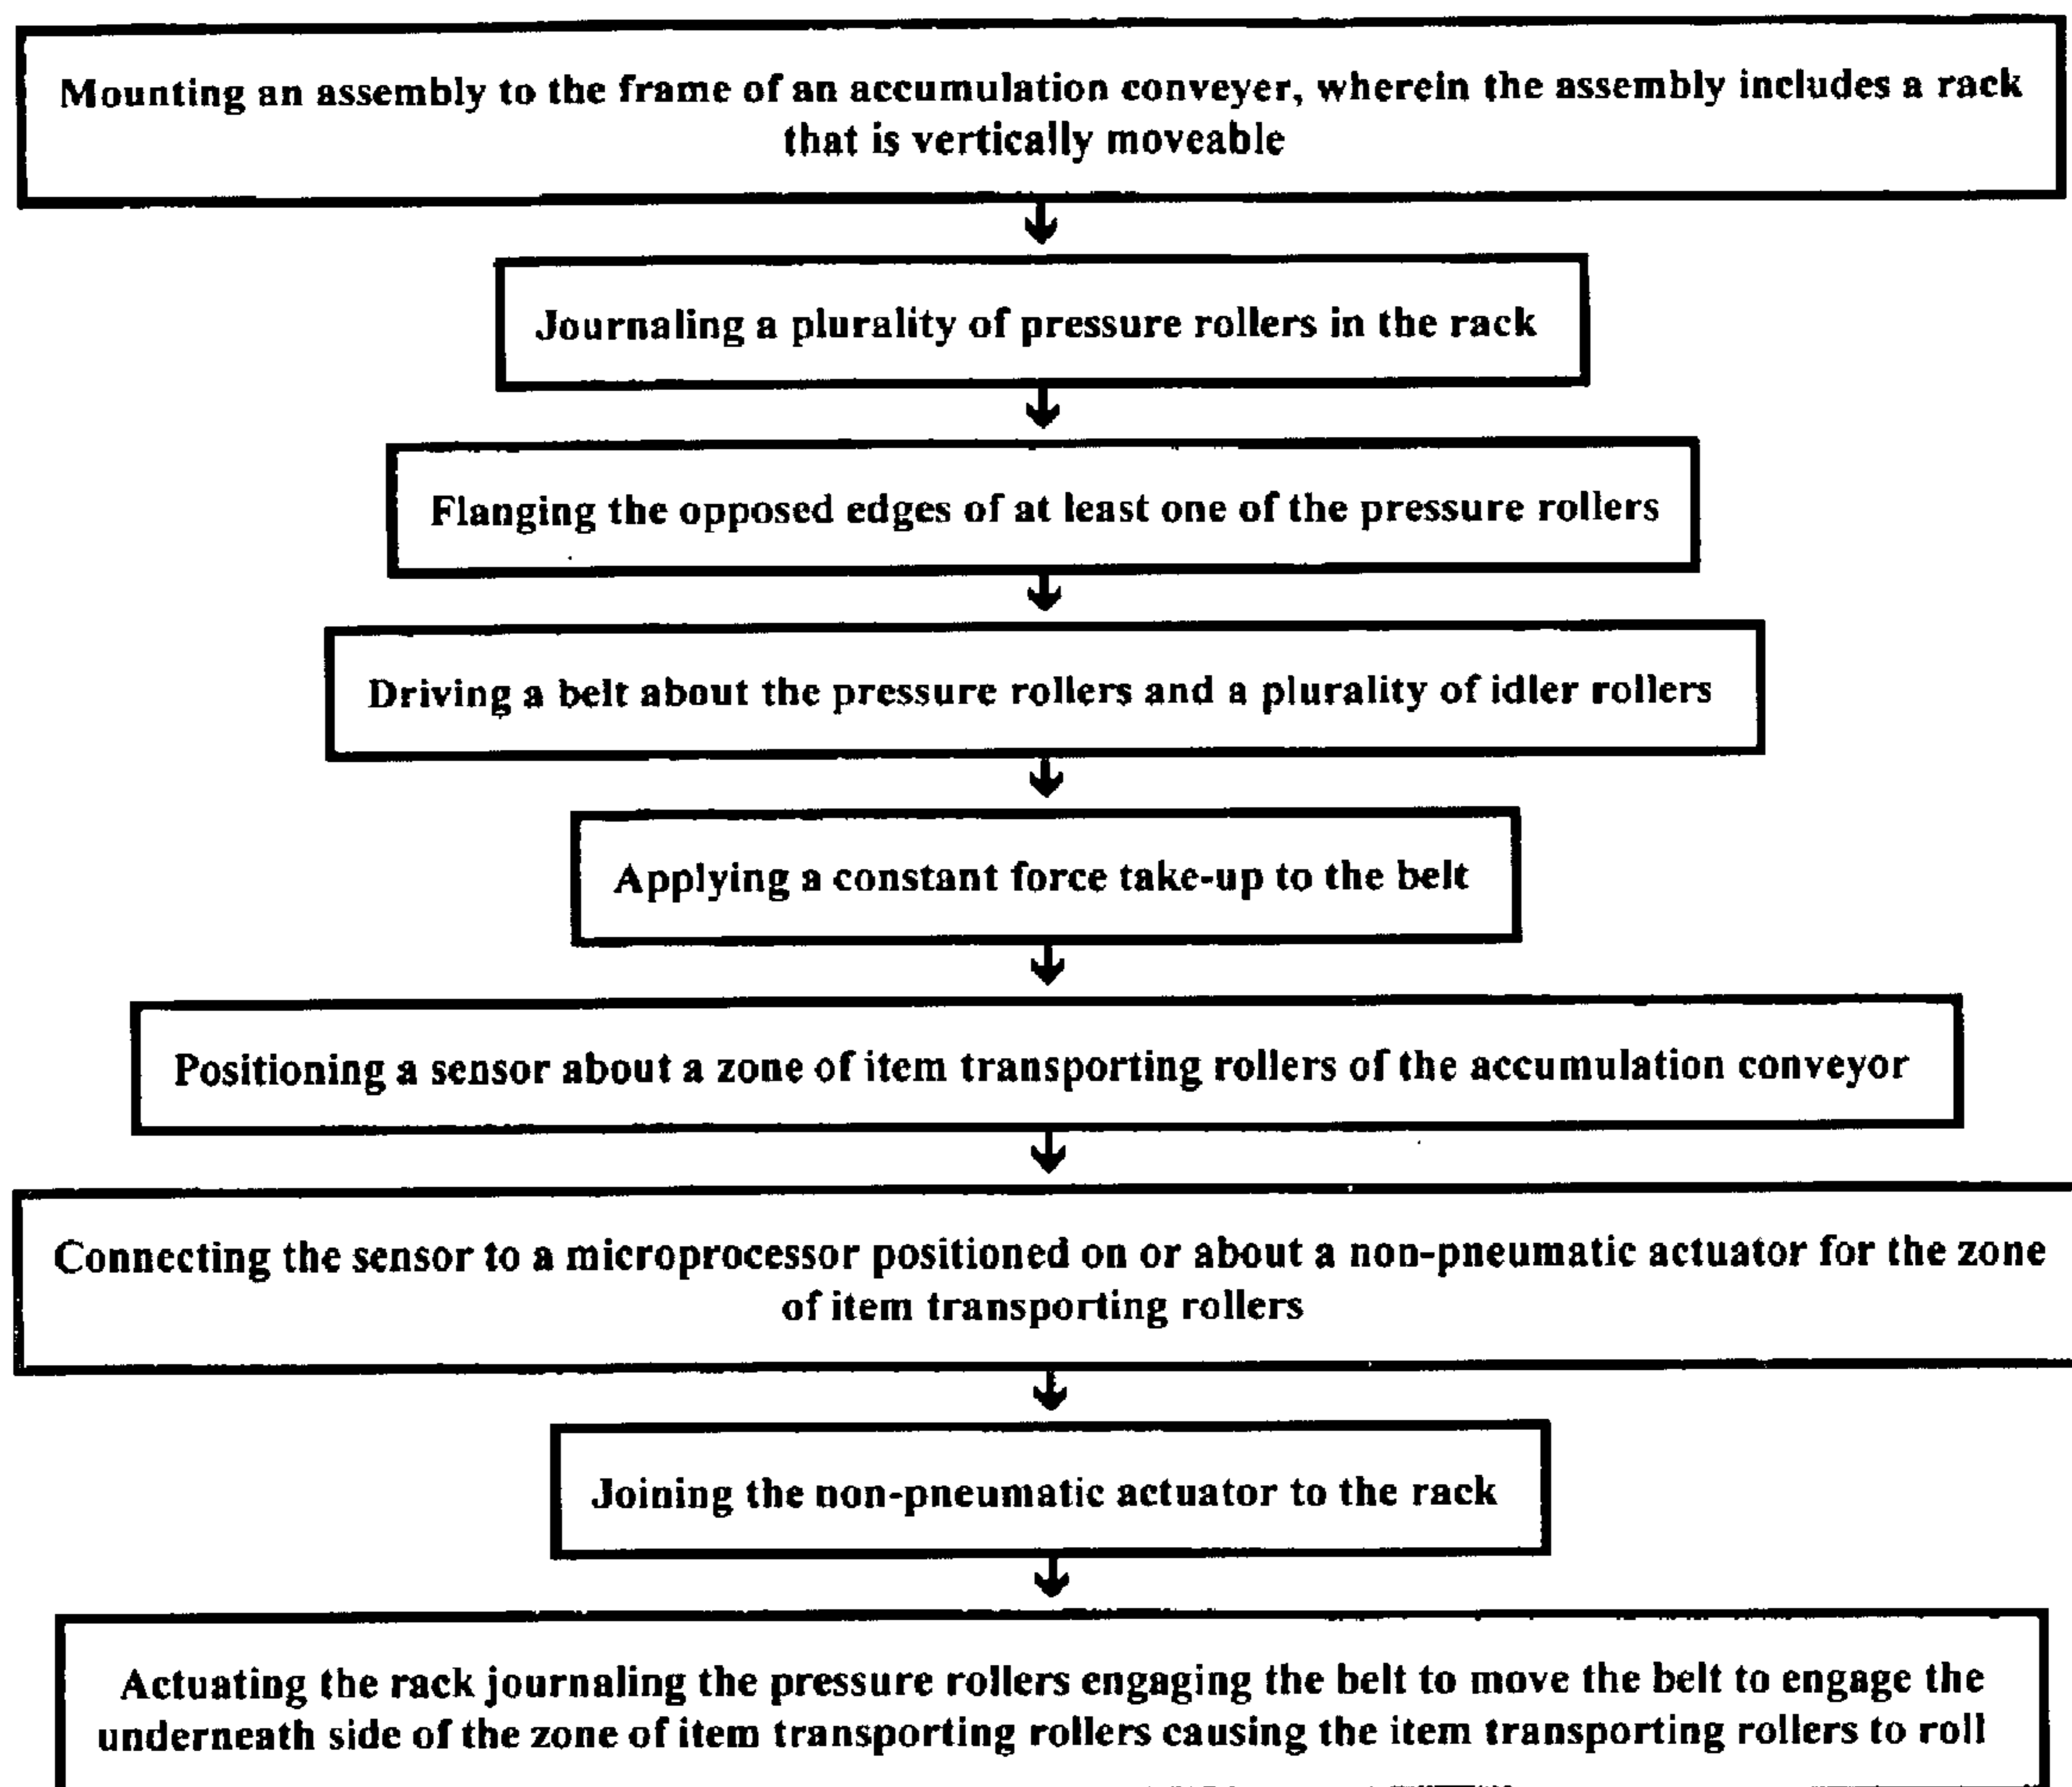 Mounting an assembly to the frame of an accumulation conveyer, wherein the assembly includes a rack
that is vertically moveable
Journaling a plurality of pressure rollers in the rack
Flanging the opposed edges of at least one of the pressure rollers
Driving a belt about the pressure rollers and a plurality of idler rollers
Applying a constant force take-up to the belt
Positioning a sensor about a zone of item transporting rollers of the accumulation conveyor
Connecting the sensor to a microprocessor positioned on or about a non-pneumatic actuator for the zone
of item transporting rollers
Joining the non-pneumatic actuator to the rack
Actuating the rack journaling the pressure rollers engaging the belt to move the belt to engage the
underneath side of the zone of item transporting rollers causing the item transporting rollers to roll